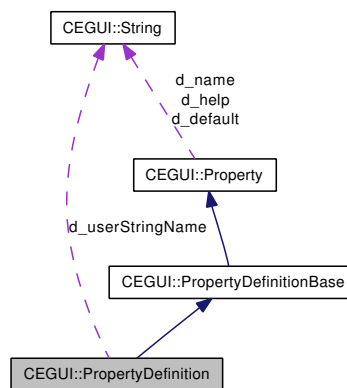 CEGUI::String
d_name
d_help
d_default
CEGUI::Property
d_userStringName
CEGUI::PropertyDefinitionBase
CEGUI::PropertyDefinition